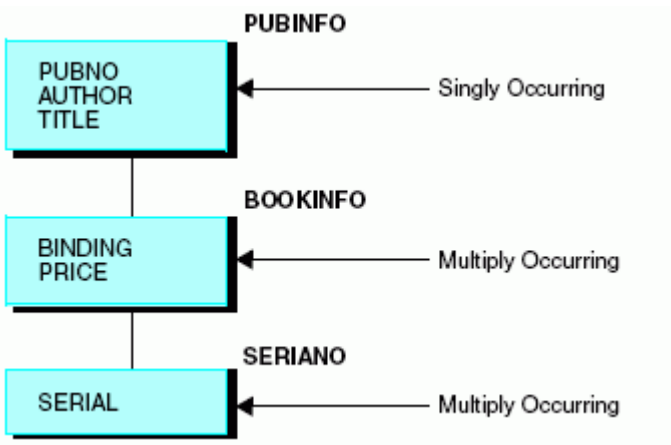 PUBINFO
PUBNO
AUTHOR
TITLE
Singly Occurring
BOOKINFO
BINDING
PRICE
Multiply Occurring
SERIANO
SERIAL
Multiply Occurring